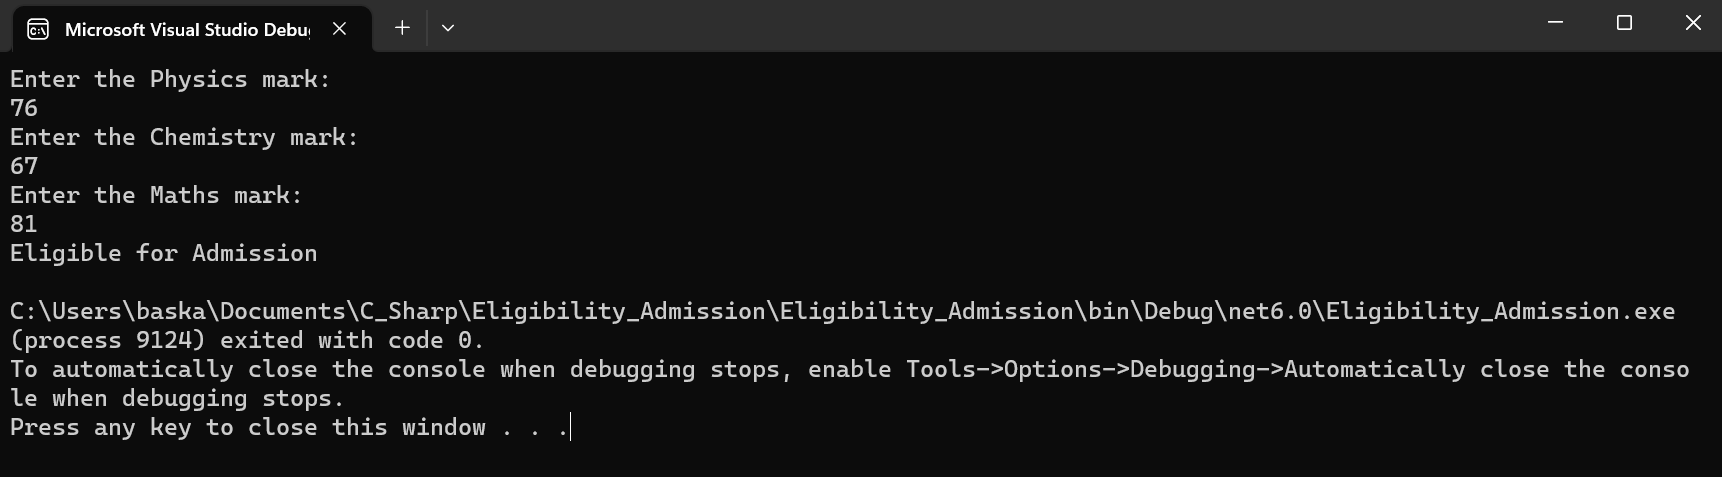 Microsoft Visual Studio Debu
Enter the Physics mark:
76
Enter the Chemistry mark:
67
Enter the Maths mark:
81
Eligible for Admission
C:\Users\baska\Documents\C_Sharp\Eligibility_Admission\Eligibility_Admission\bin\Debug\net6.0\Eligibility_Admission.exe
(process 9124) exited with code 0.
To automatically close the console when debugging stops, enable Tools->Options->Debugging->Automatically close the conso
le when debugging stops.
Press any key to close this window . . .